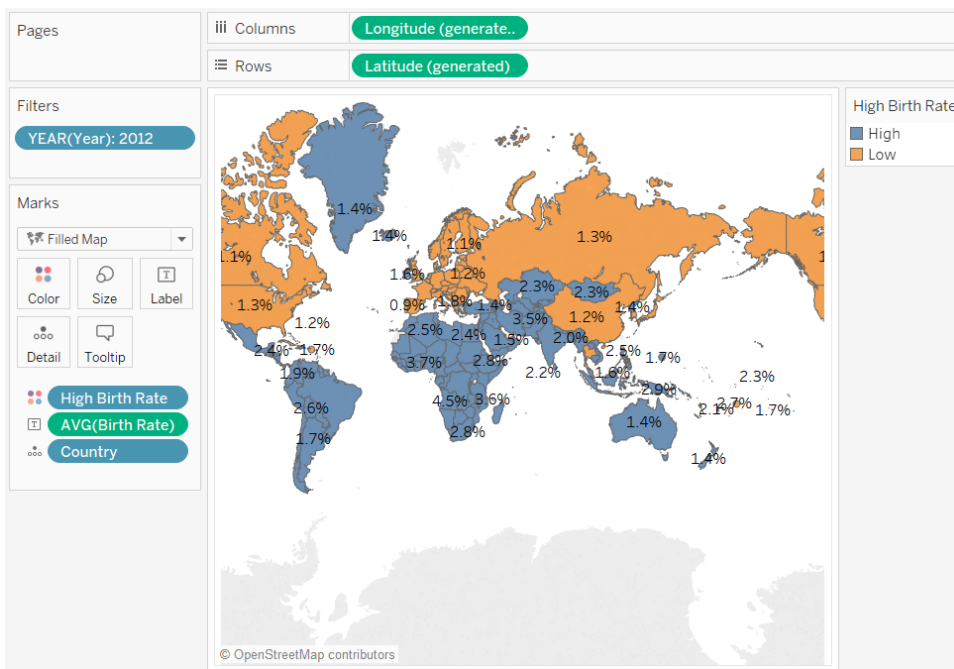 Pages
Columns
Longitude (generate..
Rows
Latitude (generated)
Filters
YEAR(Year): 2012
Marks
Filled Map
Color
Size
Label
Detail
Tooltip
High Birth Rate
AVG(Birth Rate)
Country
High Birth Rate
High
Low
1.4%
1.4%
1.1%
1.1%
1.3%
1.6%
1.2%
1.3%
0.9%
1.8%
1.4%
2.3%
2.3%
1.4%
1.2%
1.2%
2.5%
2.4%
3.5%
1.5%
2.0%
2.4%
1.7%
3.7%
2.8%
2.2%
2.5%
1.7%
1.9%
1.6%
2.3%
2.6%
4.5%
3.6%
2.9%
2.1%
2.7%
1.7%
1.7%
2.8%
1.4%
1.4%
© OpenStreetMap contributors